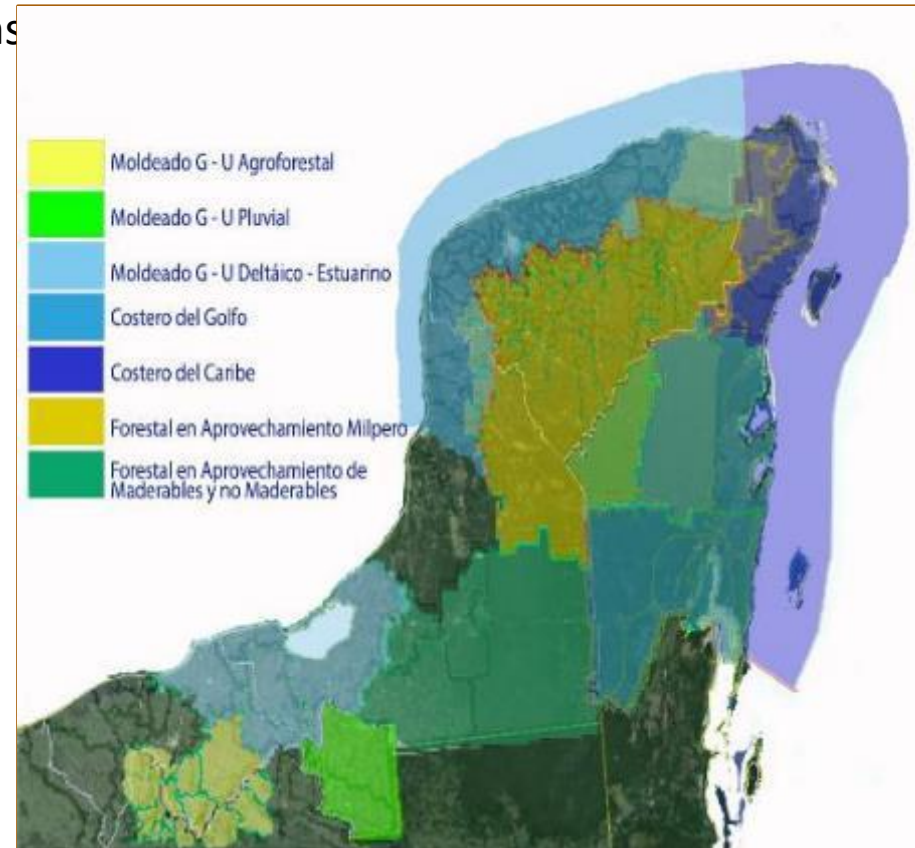 Moldeado G - U Agroforestal
Moldeado G - U Pluvial
Moldeado G - U Deltáico - Estuarino
Costero del Golfo
Costero del Caribe
Forestal en Aprovechamiento Milpero
Forestal en Aprovechamiento de
Maderables y no Maderables